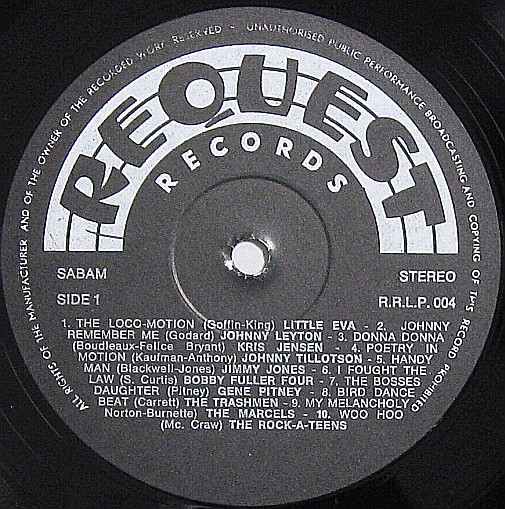 ALL RIGHTS OF THE MANUFACTURER AND OF THE OWNER OF THE RECORDED WORK RESERVED - UNAUTHORISED PUBLIC PERFORMANCE BROADCASTING AND COPYING OF THIS RECORD PROHIBITED
REQUEST
RECORDS
SABAM
STEREO
SIDE 1
R.R.L.P. 004
1. THE LOCO-MOTION (Goffin-King) LITTLE EVA - 2. JOHNNY
REMEMBER ME (Godard) JOHNNY LEYTON - 3. DONNA DONNA
(Boudleaux-Felice Bryant) KRIS JENSEN - 4. POETRY IN
MOTION (Kaufman-Anthony) JOHNNY TILLOTSON - 5. HANDY
MAN (Blackwell-Jones) JIMMY JONES - 6. I FOUGHT THE
LAW (S. Curtis) BOBBY FULLER FOUR - 7. THE BOSSES
DAUGHTER (Pitney) GENE PITNEY - 8. BIRD DANCE
BEAT (Carrett) THE TRASHMEN - 9. MY MELANCHOLY
Norton-Burnette) THE MARCELS - 10. WOO HOO
(Mc. Craw) THE ROCK-A-TEENS